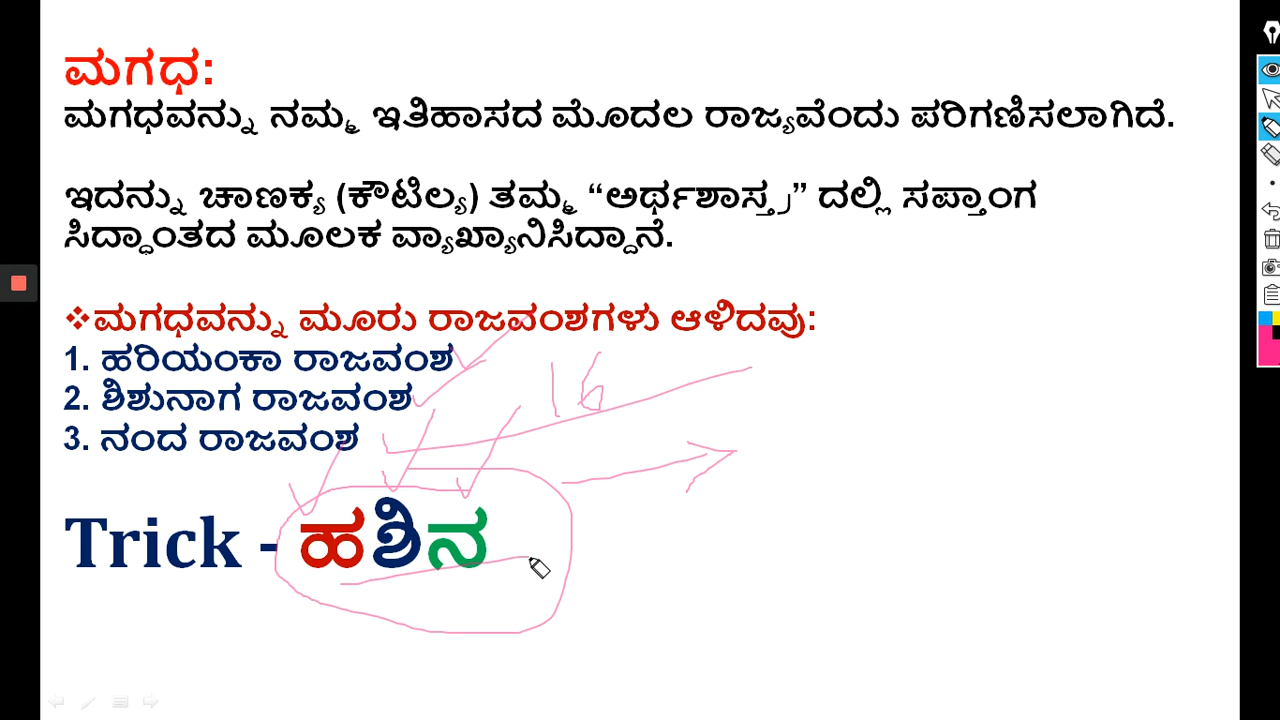 ಮಗಧ:
ಮಗಧವನ್ನು ನಮ್ಮ ಇತಿಹಾಸದ ಮೊದಲ ರಾಜ್ಯವೆಂದು ಪರಿಗಣಿಸಲಾಗಿದೆ.
ಇದನ್ನು ಚಾಣಕ್ಯ (ಕೌಟಿಲ್ಯ) ತಮ್ಮ “ಅರ್ಥಶಾಸ್ತ್ರ” ದಲ್ಲಿ ಸಪ್ತಾಂಗ
ಸಿದ್ಧಾಂತದ ಮೂಲಕ ವ್ಯಾಖ್ಯಾನಿಸಿದ್ದಾನೆ.
❖ಮಗಧವನ್ನು ಮೂರು ರಾಜವಂಶಗಳು ಆಳಿದವು:
1. ಹರಿಯಂಕಾ ರಾಜವಂಶ
2. ಶಿಶುನಾಗ ರಾಜವಂಶ
16
3. ನಂದ ರಾಜವಂಶ
Trick - ಹಶಿನ